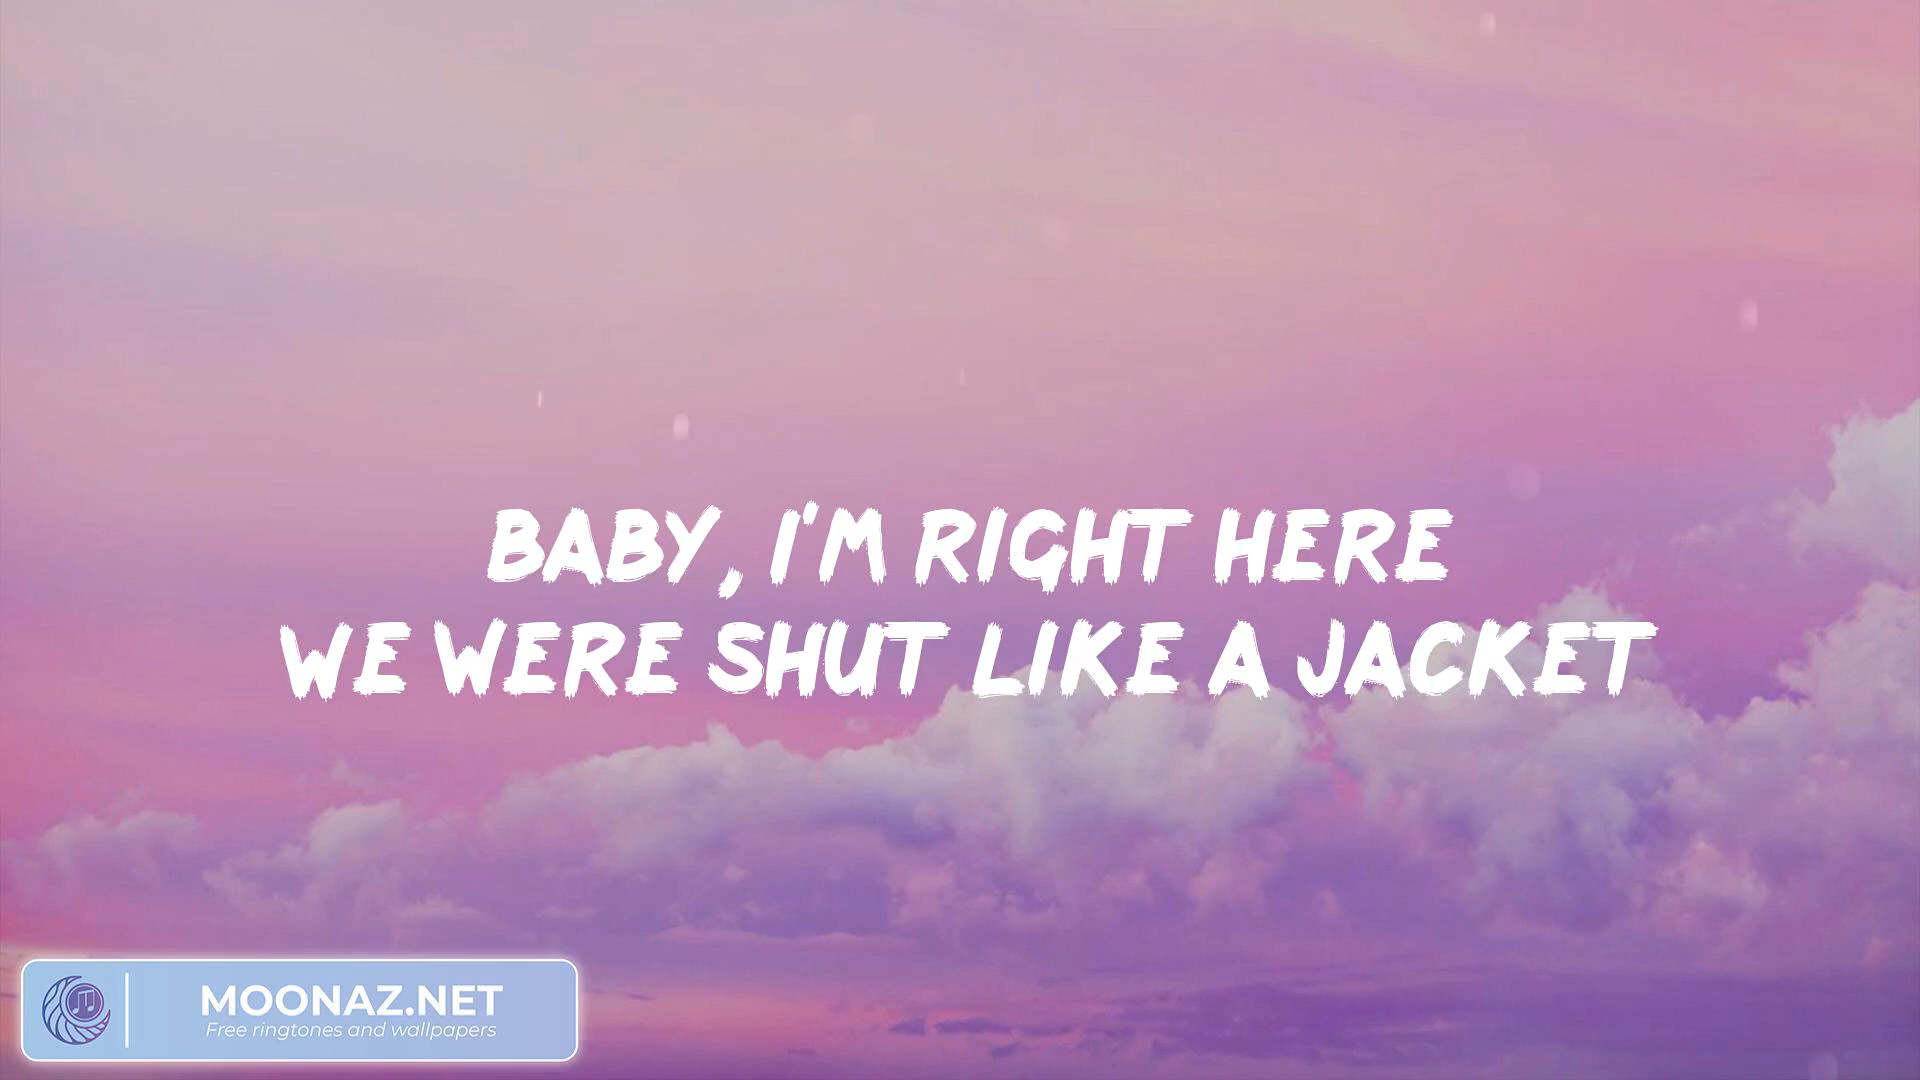 BABY, I'M RIGHT HERE
WE WERE SHUT LIKE A JACKET
MOONAZ.NET
Free ringtones and wallpapers